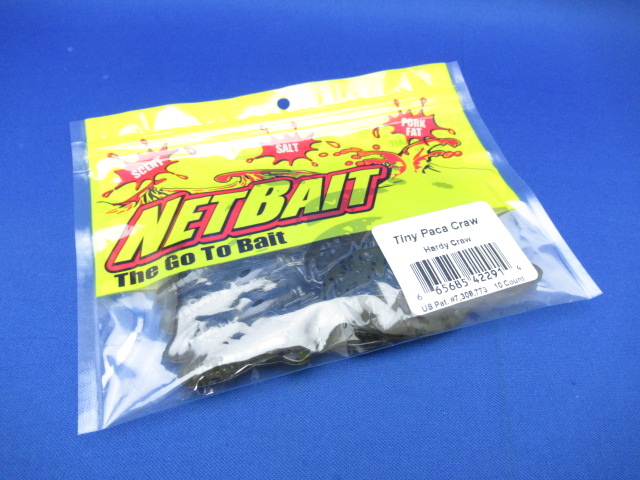 SCENT
SALT
PORK
FAT
NETBAIT
The Go To Bait
Tiny Paca Craw
Hardy Craw
6 65685 42291 4
US Pat. #7,308,773 10 Count